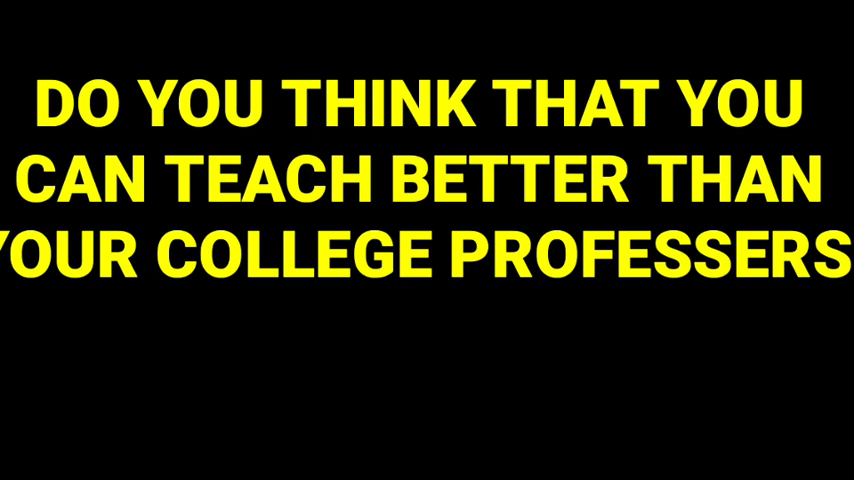 DO YOU THINK THAT YOU
CAN TEACH BETTER THAN
YOUR COLLEGE PROFESSERS